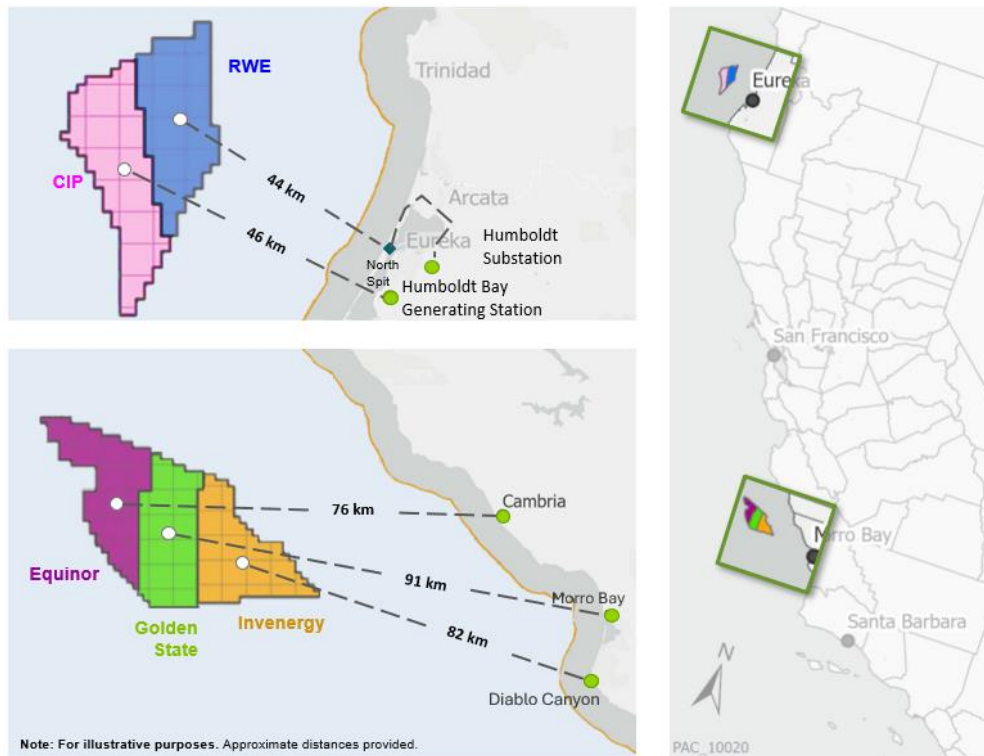 RWE
CIP
44 km
46 km
Trinidad
Arcata
Eureka
North
Spit
Humboldt
Substation
Humboldt Bay
Generating Station
Equinor
Golden
State
Invenergy
76 km
91 km
82 km
Cambria
Morro Bay
Diablo Canyon
Note: For illustrative purposes. Approximate distances provided.
Eureka
San Francisco
Morro Bay
Santa Barbara
N
PAC_10020